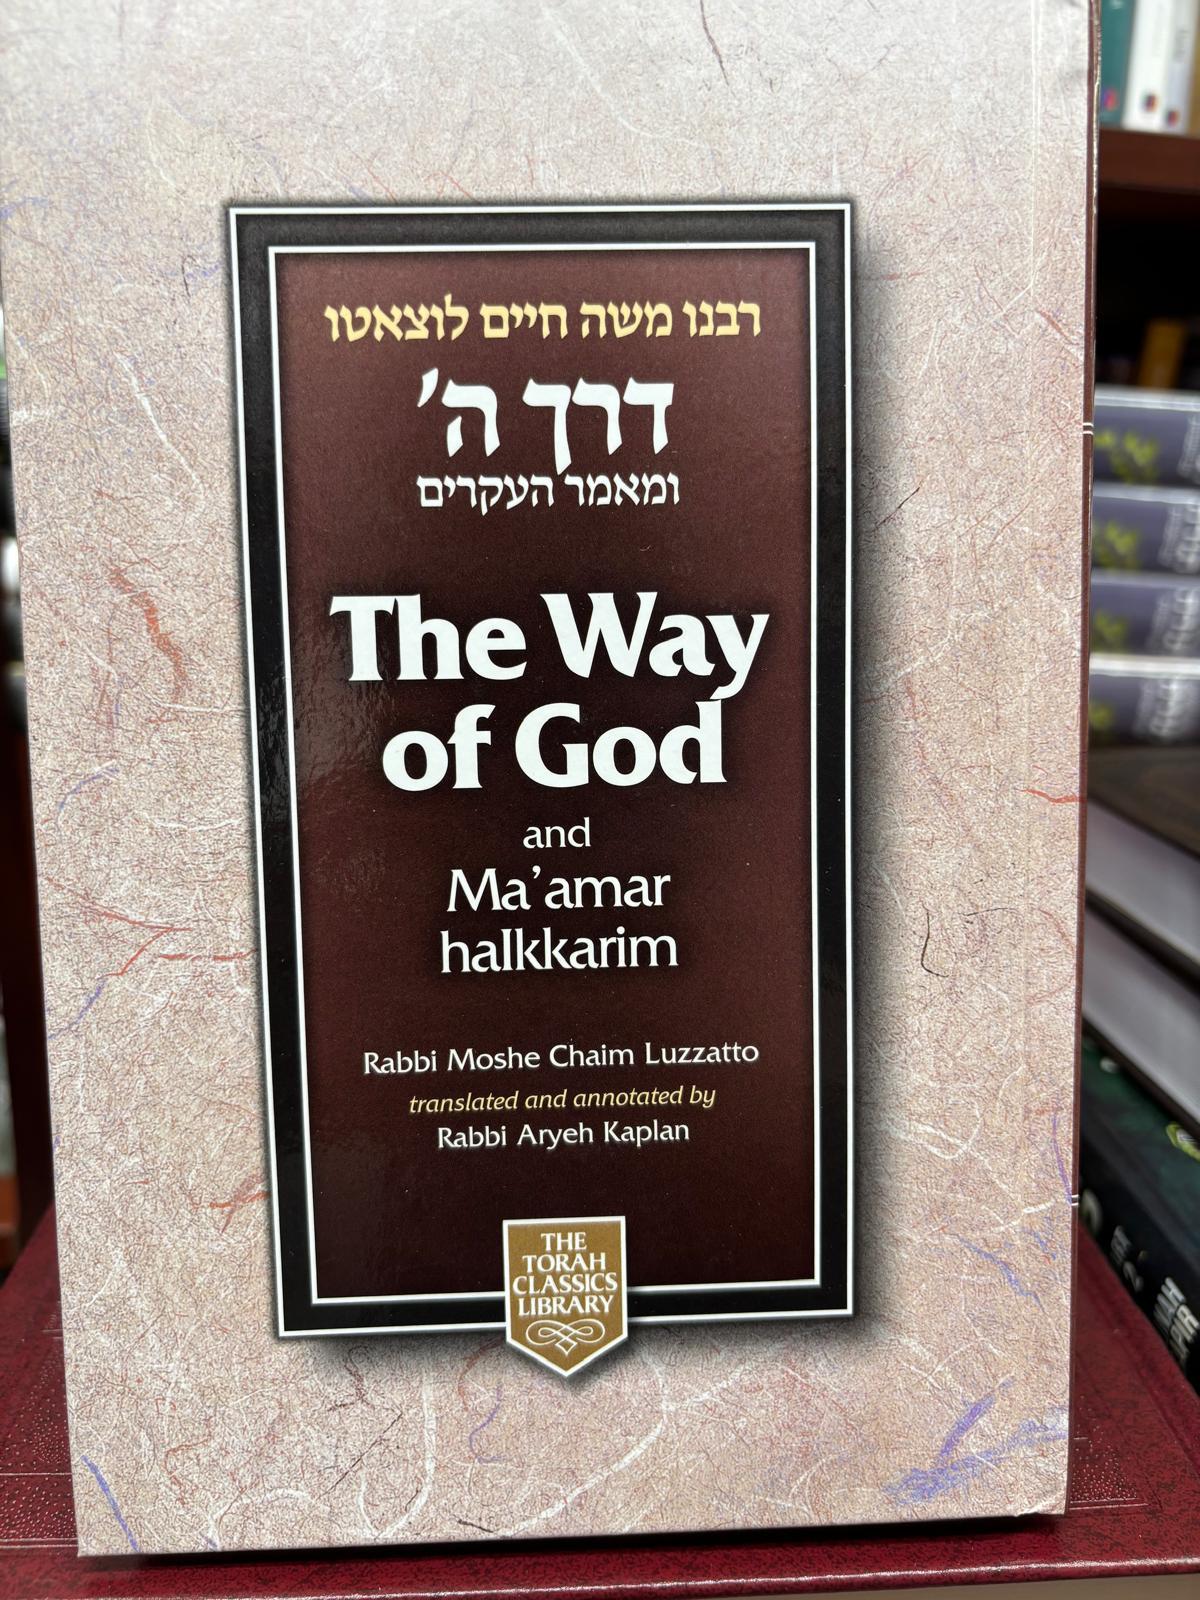 רבנו משה חיים לוצאטו
דרך ה'
ומאמר העקרים
The Way
of God
and
Ma'amar
halkkarim
Rabbi Moshe Chaim Luzzatto
translated and annotated by
Rabbi Aryeh Kaplan
THE
TORAH
CLASSICS
LIBRARY